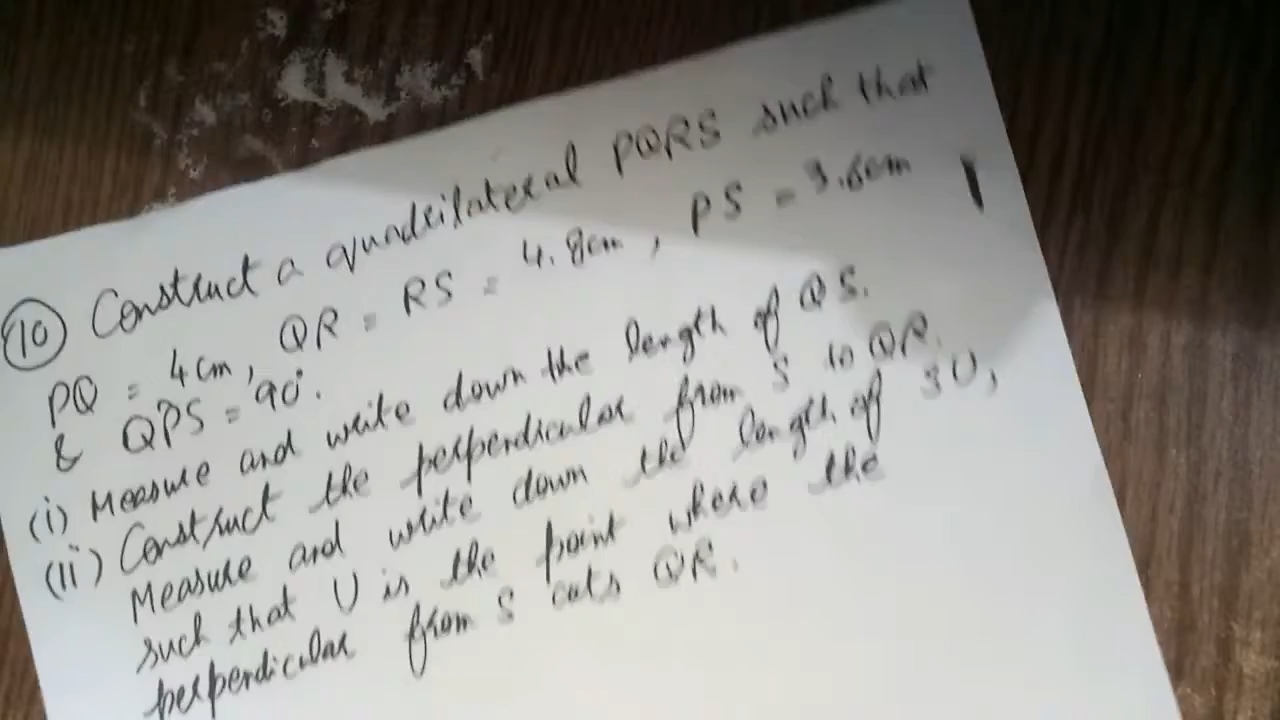 (10) Construct a quadrilateral PQRS such that
PQ = 4cm, QR = RS = 4.8cm, PS = 3.6cm
& QP̂S = 90°.
(i) Measure and write down the length of QS.
(ii) Construct the perpendicular from S to QR.
Measure and write down the length of SU,
such that U is the point where the
perpendicular from S cuts QR.